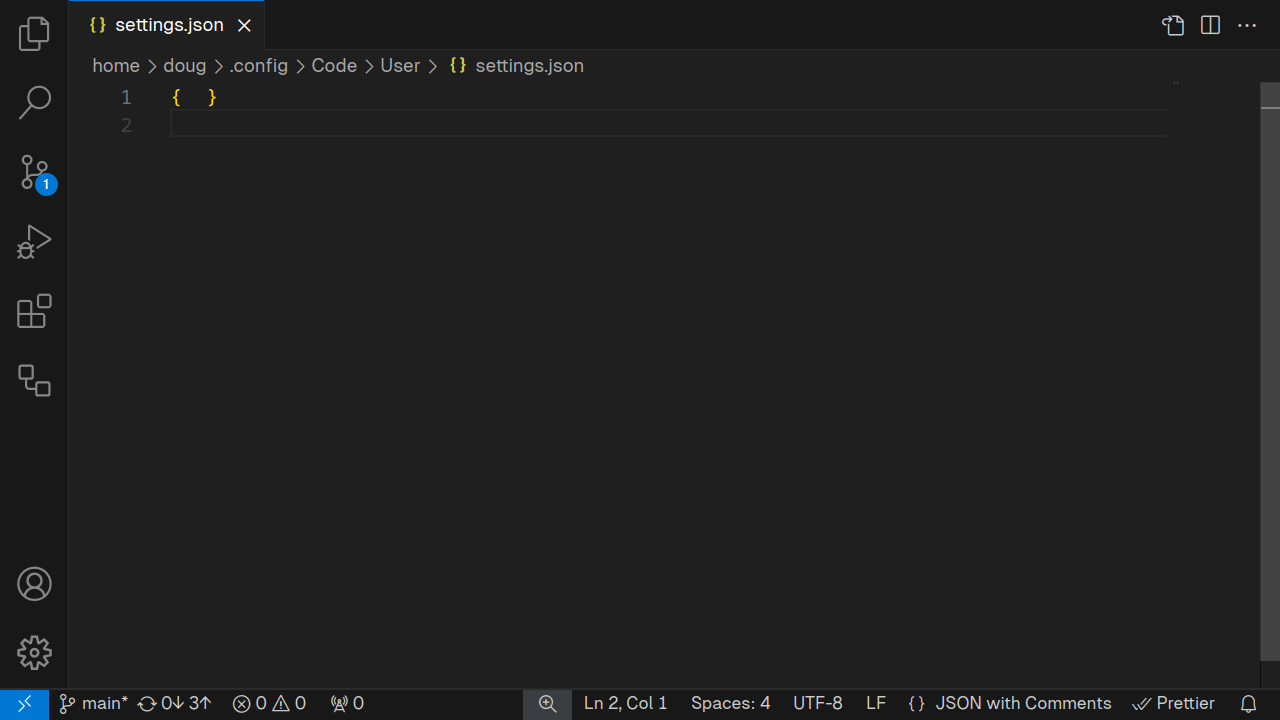 settings.json
home doug .config Code User settings.json
1 { }
2
1
main* 0↓ 3↑ 0 0 0 Ln 2, Col 1 Spaces: 4 UTF-8 LF {} JSON with Comments Prettier